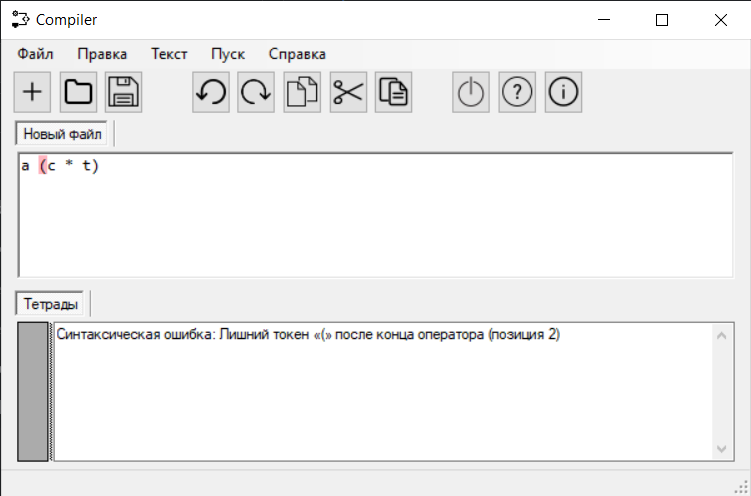 Compiler
Файл Правка Текст Пуск Справка
Новый файл
a (c * t)
Тетрады
Синтаксическая ошибка: Лишний токен «(» после конца оператора (позиция 2)